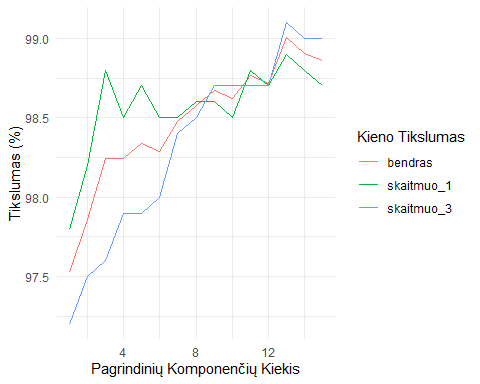 99.0
98.5
98.0
97.5
Tikslumas (%)
4
8
12
Pagrindinių Komponenčių Kiekis
Kieno Tikslumas
bendras
skaitmuo_1
skaitmuo_3